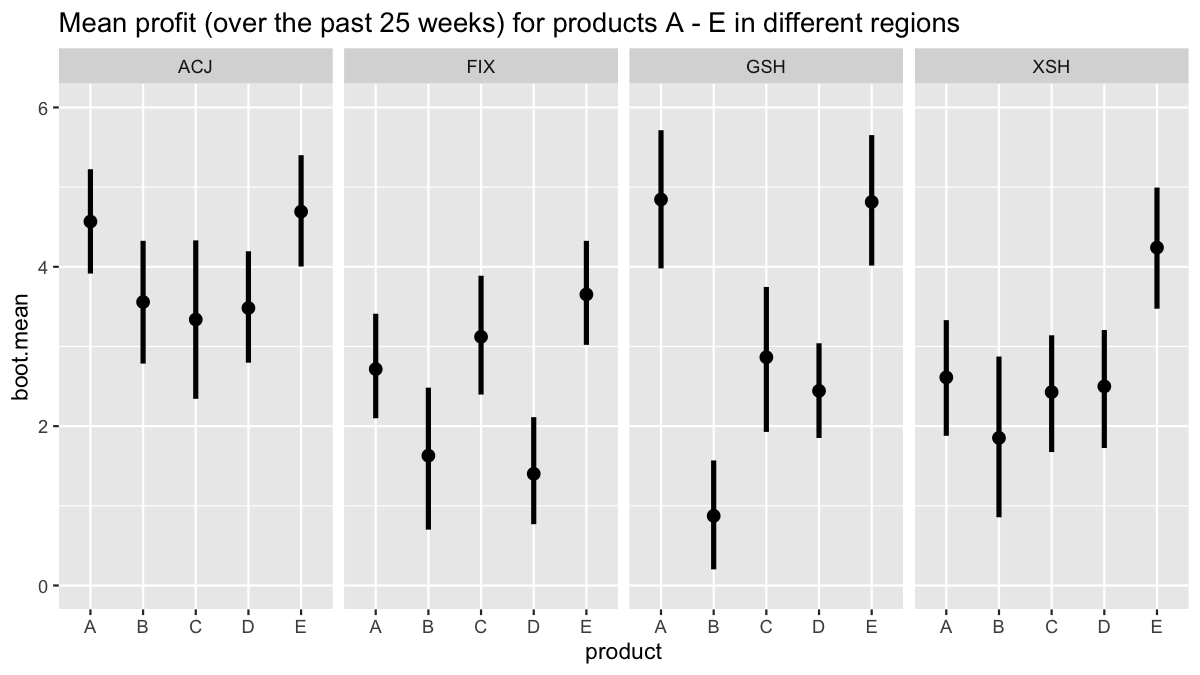 Mean profit (over the past 25 weeks) for products A - E in different regions
ACJ FIX GSH XSH
6
4
2
0
boot.mean
A B C D E A B C D E A B C D E A B C D E
product